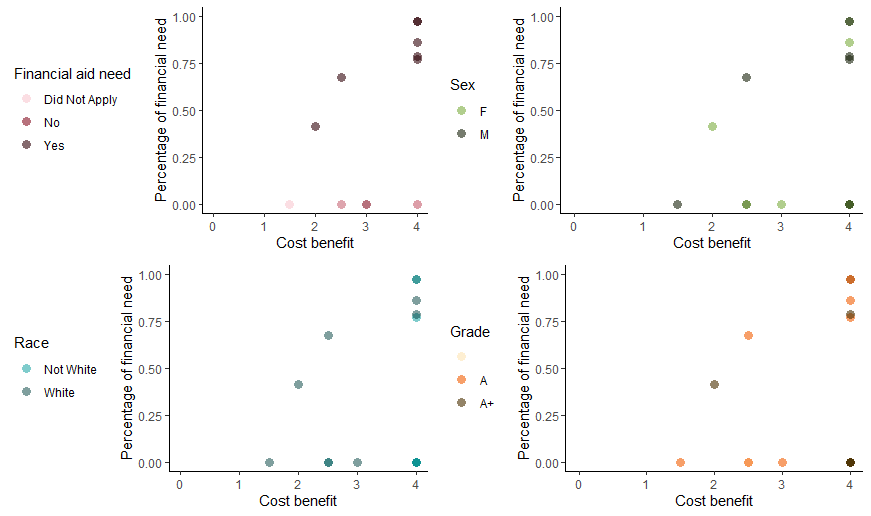 Financial aid need
Did Not Apply
No
Yes
Percentage of financial need
1.00
0.75
0.50
0.25
0.00
0 1 2 3 4
Cost benefit
Sex
F
M
Percentage of financial need
1.00
0.75
0.50
0.25
0.00
0 1 2 3 4
Cost benefit
Race
Not White
White
Percentage of financial need
1.00
0.75
0.50
0.25
0.00
0 1 2 3 4
Cost benefit
Grade
A
A+
Percentage of financial need
1.00
0.75
0.50
0.25
0.00
0 1 2 3 4
Cost benefit